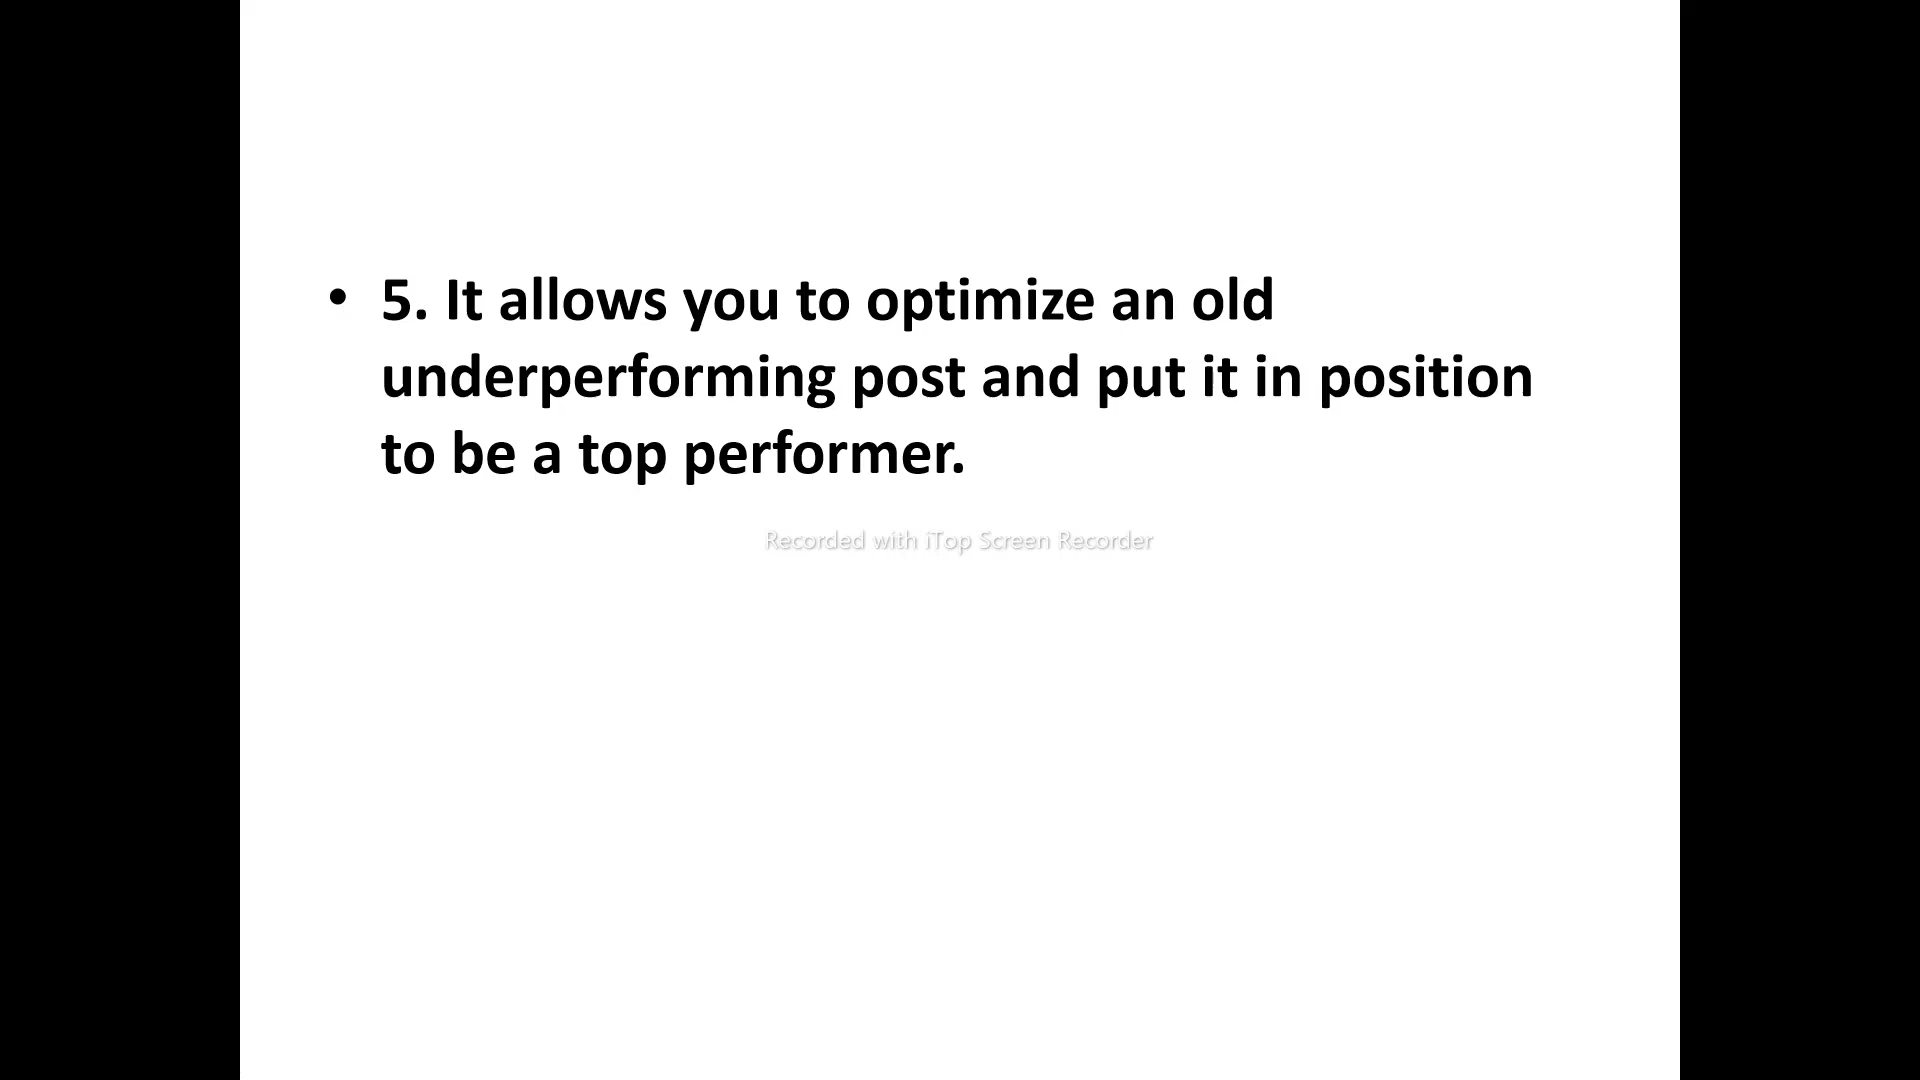 • 5. It allows you to optimize an old
underperforming post and put it in position
to be a top performer.
Recorded with iTop Screen Recorder